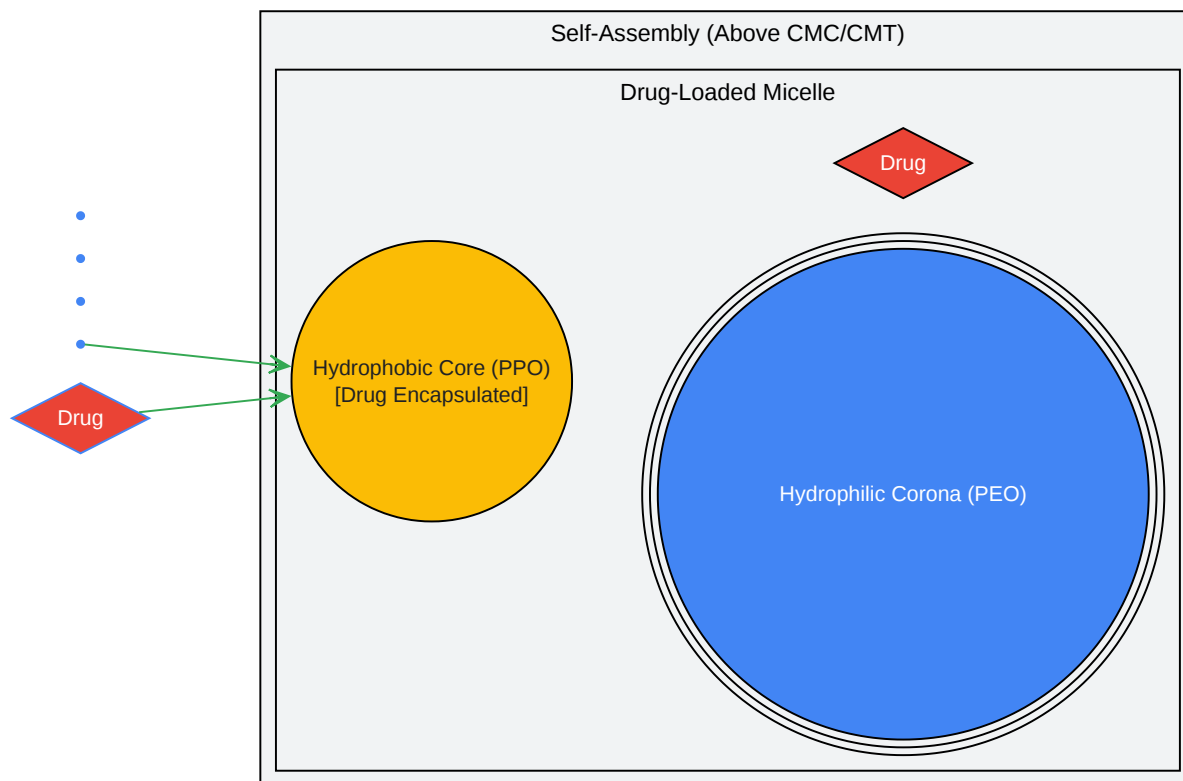 Self-Assembly (Above CMC/CMT)
Drug-Loaded Micelle
Drug
Hydrophobic Core (PPO)
[Drug Encapsulated]
Drug
Hydrophilic Corona (PEO)